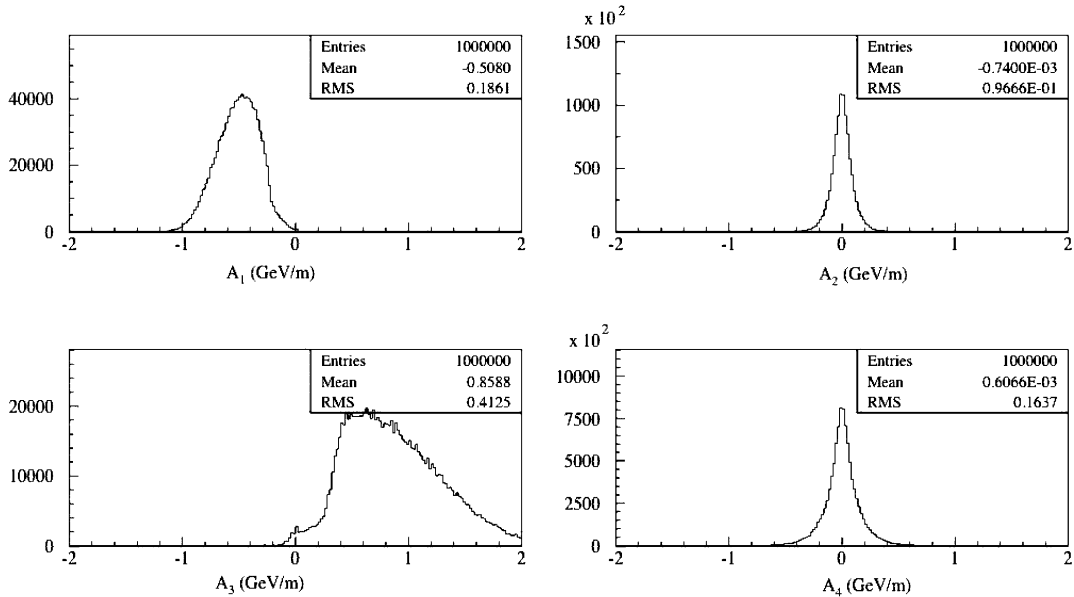 Entries 1000000
Mean -0.5080
RMS 0.1861
40000
20000
0
-2 -1 0 1 2
A1 (GeV/m)
x 10^2
Entries 1000000
Mean -0.7400E-03
RMS 0.9666E-01
1500
1000
500
0
-2 -1 0 1 2
A2 (GeV/m)
Entries 1000000
Mean 0.8588
RMS 0.4125
20000
10000
0
-2 -1 0 1 2
A3 (GeV/m)
x 10^2
Entries 1000000
Mean 0.6066E-03
RMS 0.1637
10000
7500
5000
2500
0
-2 -1 0 1 2
A4 (GeV/m)